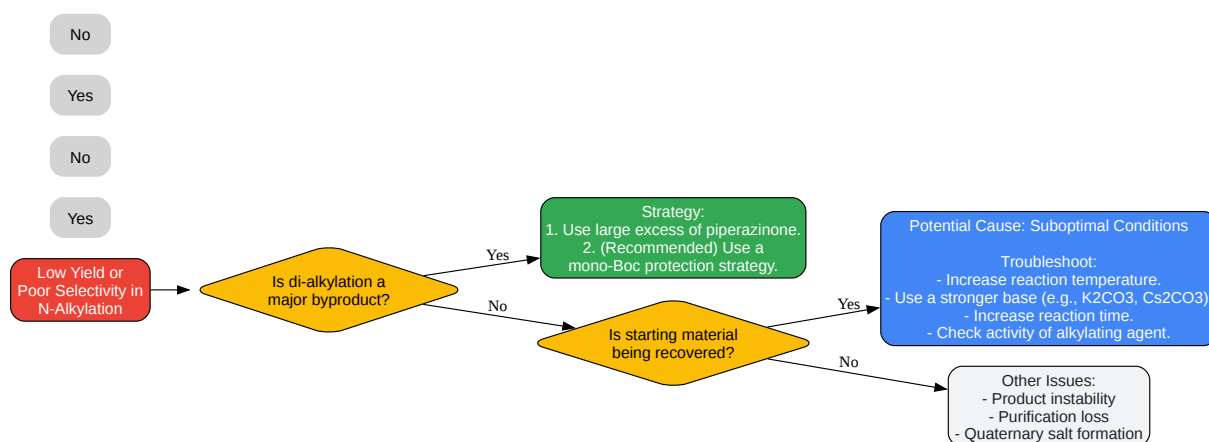 No
Yes
No
Yes
Low Yield or
Poor Selectivity in
N-Alkylation
Is di-alkylation a
major byproduct?
Yes
No
Strategy:
1. Use large excess of piperazinone.
2. (Recommended) Use a
mono-Boc protection strategy.
Is starting material
being recovered?
Yes
No
Potential Cause: Suboptimal Conditions
Troubleshoot:
- Increase reaction temperature.
- Use a stronger base (e.g., K2CO3, Cs2CO3)
- Increase reaction time.
- Check activity of alkylating agent.
Other Issues:
- Product instability
- Purification loss
- Quaternary salt formation